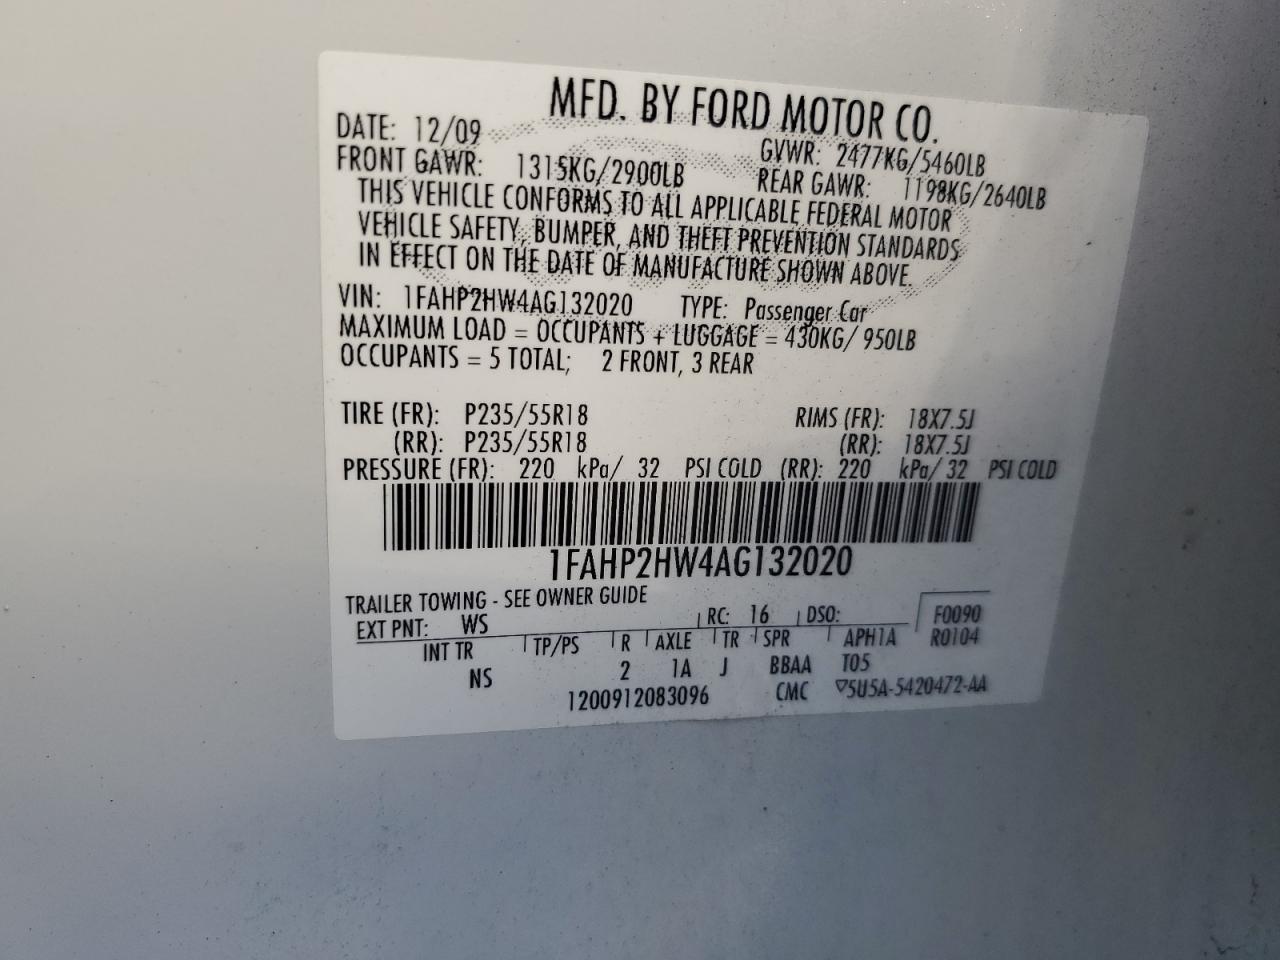 MFD. BY FORD MOTOR CO.
DATE: 12/09 GVWR: 2477KG/5460LB
FRONT GAWR: 1315KG/2900LB REAR GAWR: 1198KG/2640LB
THIS VEHICLE CONFORMS TO ALL APPLICABLE FEDERAL MOTOR
VEHICLE SAFETY, BUMPER, AND THEFT PREVENTION STANDARDS
IN EFFECT ON THE DATE OF MANUFACTURE SHOWN ABOVE.
VIN: 1FAHP2HW4AG132020 TYPE: Passenger Car
MAXIMUM LOAD = OCCUPANTS + LUGGAGE = 430KG/ 950LB
OCCUPANTS = 5 TOTAL; 2 FRONT, 3 REAR
TIRE (FR): P235/55R18 RIMS (FR): 18X7.5J
(RR): P235/55R18 (RR): 18X7.5J
PRESSURE (FR): 220 kPa/ 32 PSI COLD (RR): 220 kPa/ 32 PSI COLD
1FAHP2HW4AG132020
TRAILER TOWING - SEE OWNER GUIDE
EXT PNT: WS RC: 16 DSO: F0090
INT TR TP/PS R AXLE TR SPR APH1A R0104
NS 2 1A J BBAA T05
1200912083096 CMC ▽5U5A-5420472-AA